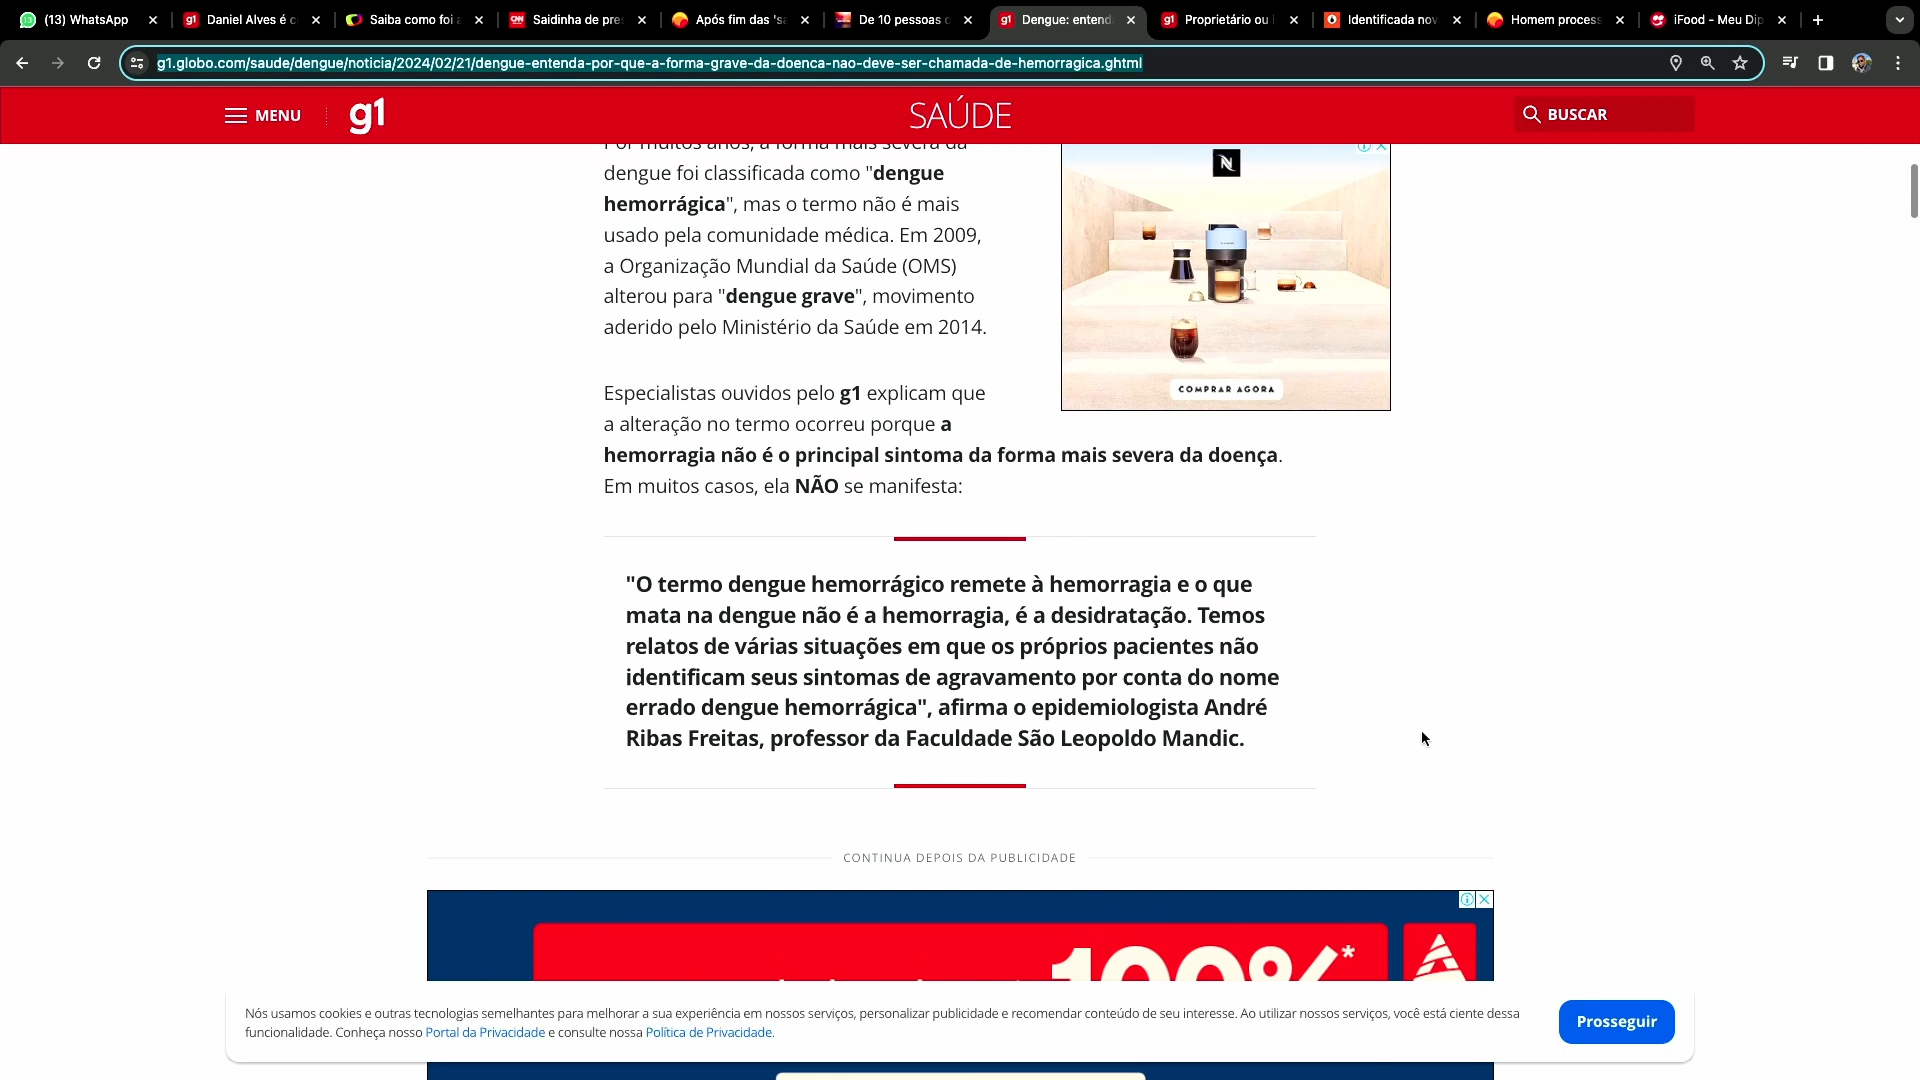 (13) WhatsApp
Daniel Alves é c
Saiba como foi a
Saidinha de pre
Após fim das 'sa
De 10 pessoas c
Dengue: entend
Proprietário ou i
Identificada nov
Homem process
iFood - Meu Dip
g1.globo.com/saude/dengue/noticia/2024/02/21/dengue-entenda-por-que-a-forma-grave-da-doenca-nao-deve-ser-chamada-de-hemorragica.ghtml
MENU
g1
SAÚDE
BUSCAR
Por muitos anos, a forma mais severa da
dengue foi classificada como "dengue
hemorrágica", mas o termo não é mais
usado pela comunidade médica. Em 2009,
a Organização Mundial da Saúde (OMS)
alterou para "dengue grave", movimento
aderido pelo Ministério da Saúde em 2014.
COMPRAR AGORA
Especialistas ouvidos pelo g1 explicam que
a alteração no termo ocorreu porque a
hemorragia não é o principal sintoma da forma mais severa da doença.
Em muitos casos, ela NÃO se manifesta:
"O termo dengue hemorrágico remete à hemorragia e o que
mata na dengue não é a hemorragia, é a desidratação. Temos
relatos de várias situações em que os próprios pacientes não
identificam seus sintomas de agravamento por conta do nome
errado dengue hemorrágica", afirma o epidemiologista André
Ribas Freitas, professor da Faculdade São Leopoldo Mandic.
CONTINUA DEPOIS DA PUBLICIDADE
100%*
Nós usamos cookies e outras tecnologias semelhantes para melhorar a sua experiência em nossos serviços, personalizar publicidade e recomendar conteúdo de seu interesse. Ao utilizar nossos serviços, você está ciente dessa
funcionalidade. Conheça nosso Portal da Privacidade e consulte nossa Política de Privacidade.
Prosseguir